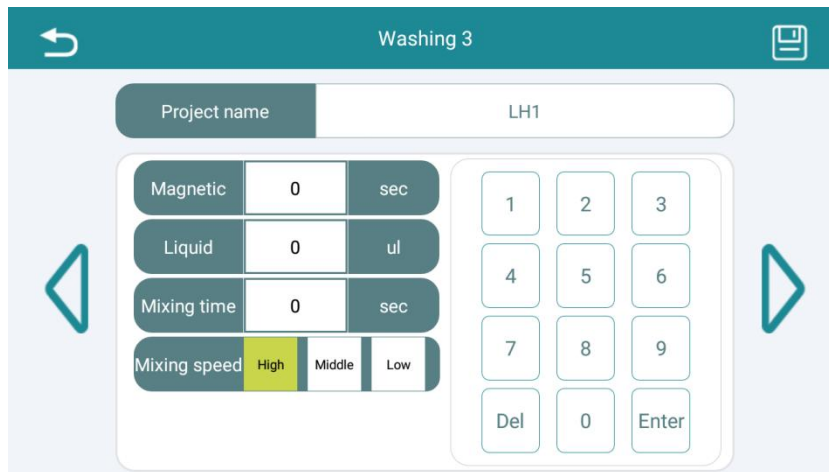 Washing 3
Project name LH1
Magnetic 0 sec
Liquid 0 ul
Mixing time 0 sec
Mixing speed High Middle Low
1 2 3
4 5 6
7 8 9
Del 0 Enter